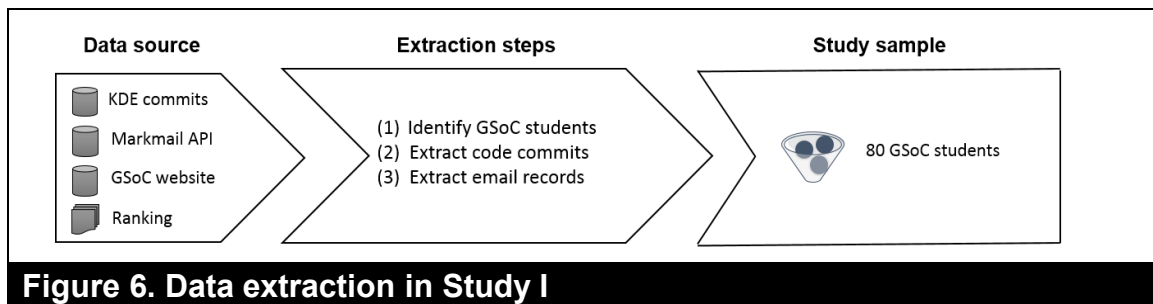 Data source
Extraction steps
Study sample
KDE commits
Markmail API
GSoC website
Ranking
(1) Identify GSoC students
(2) Extract code commits
(3) Extract email records
80 GSoC students
Figure 6. Data extraction in Study I